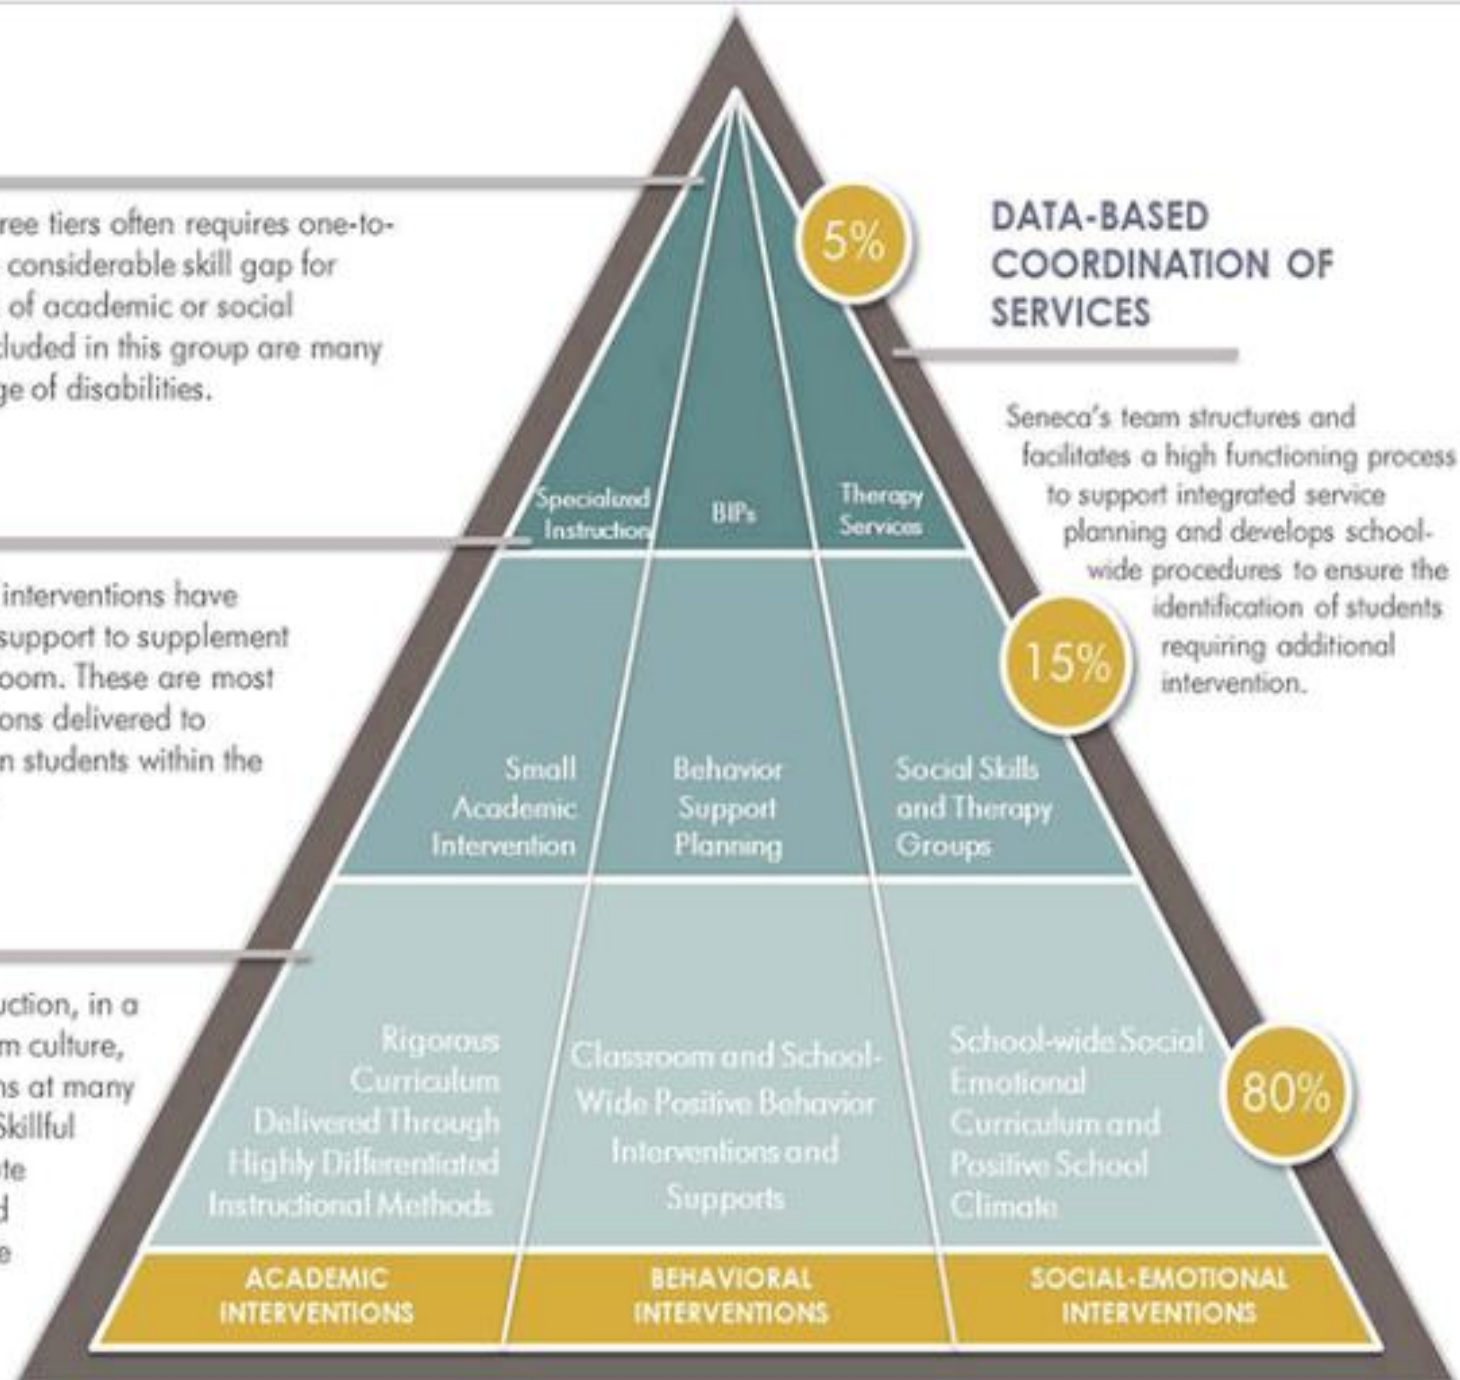 ree tiers often requires one-to-
considerable skill gap for
of academic or social
cluded in this group are many
ge of disabilities.
interventions have
support to supplement
oom. These are most
ons delivered to
n students within the
uction, in a
m culture,
ns at many
Skillful
te
d
e
5%
DATA-BASED
COORDINATION OF
SERVICES
Seneca's team structures and
facilitates a high functioning process
to support integrated service
planning and develops school-
wide procedures to ensure the
identification of students
requiring additional
intervention.
Specialized
Instruction
BIPs
Therapy
Services
15%
Small
Academic
Intervention
Behavior
Support
Planning
Social Skills
and Therapy
Groups
80%
Rigorous
Curriculum
Delivered Through
Highly Differentiated
Instructional Methods
Classroom and School-
Wide Positive Behavior
Interventions and
Supports
School-wide Social
Emotional
Curriculum and
Positive School
Climate
ACADEMIC
INTERVENTIONS
BEHAVIORAL
INTERVENTIONS
SOCIAL-EMOTIONAL
INTERVENTIONS